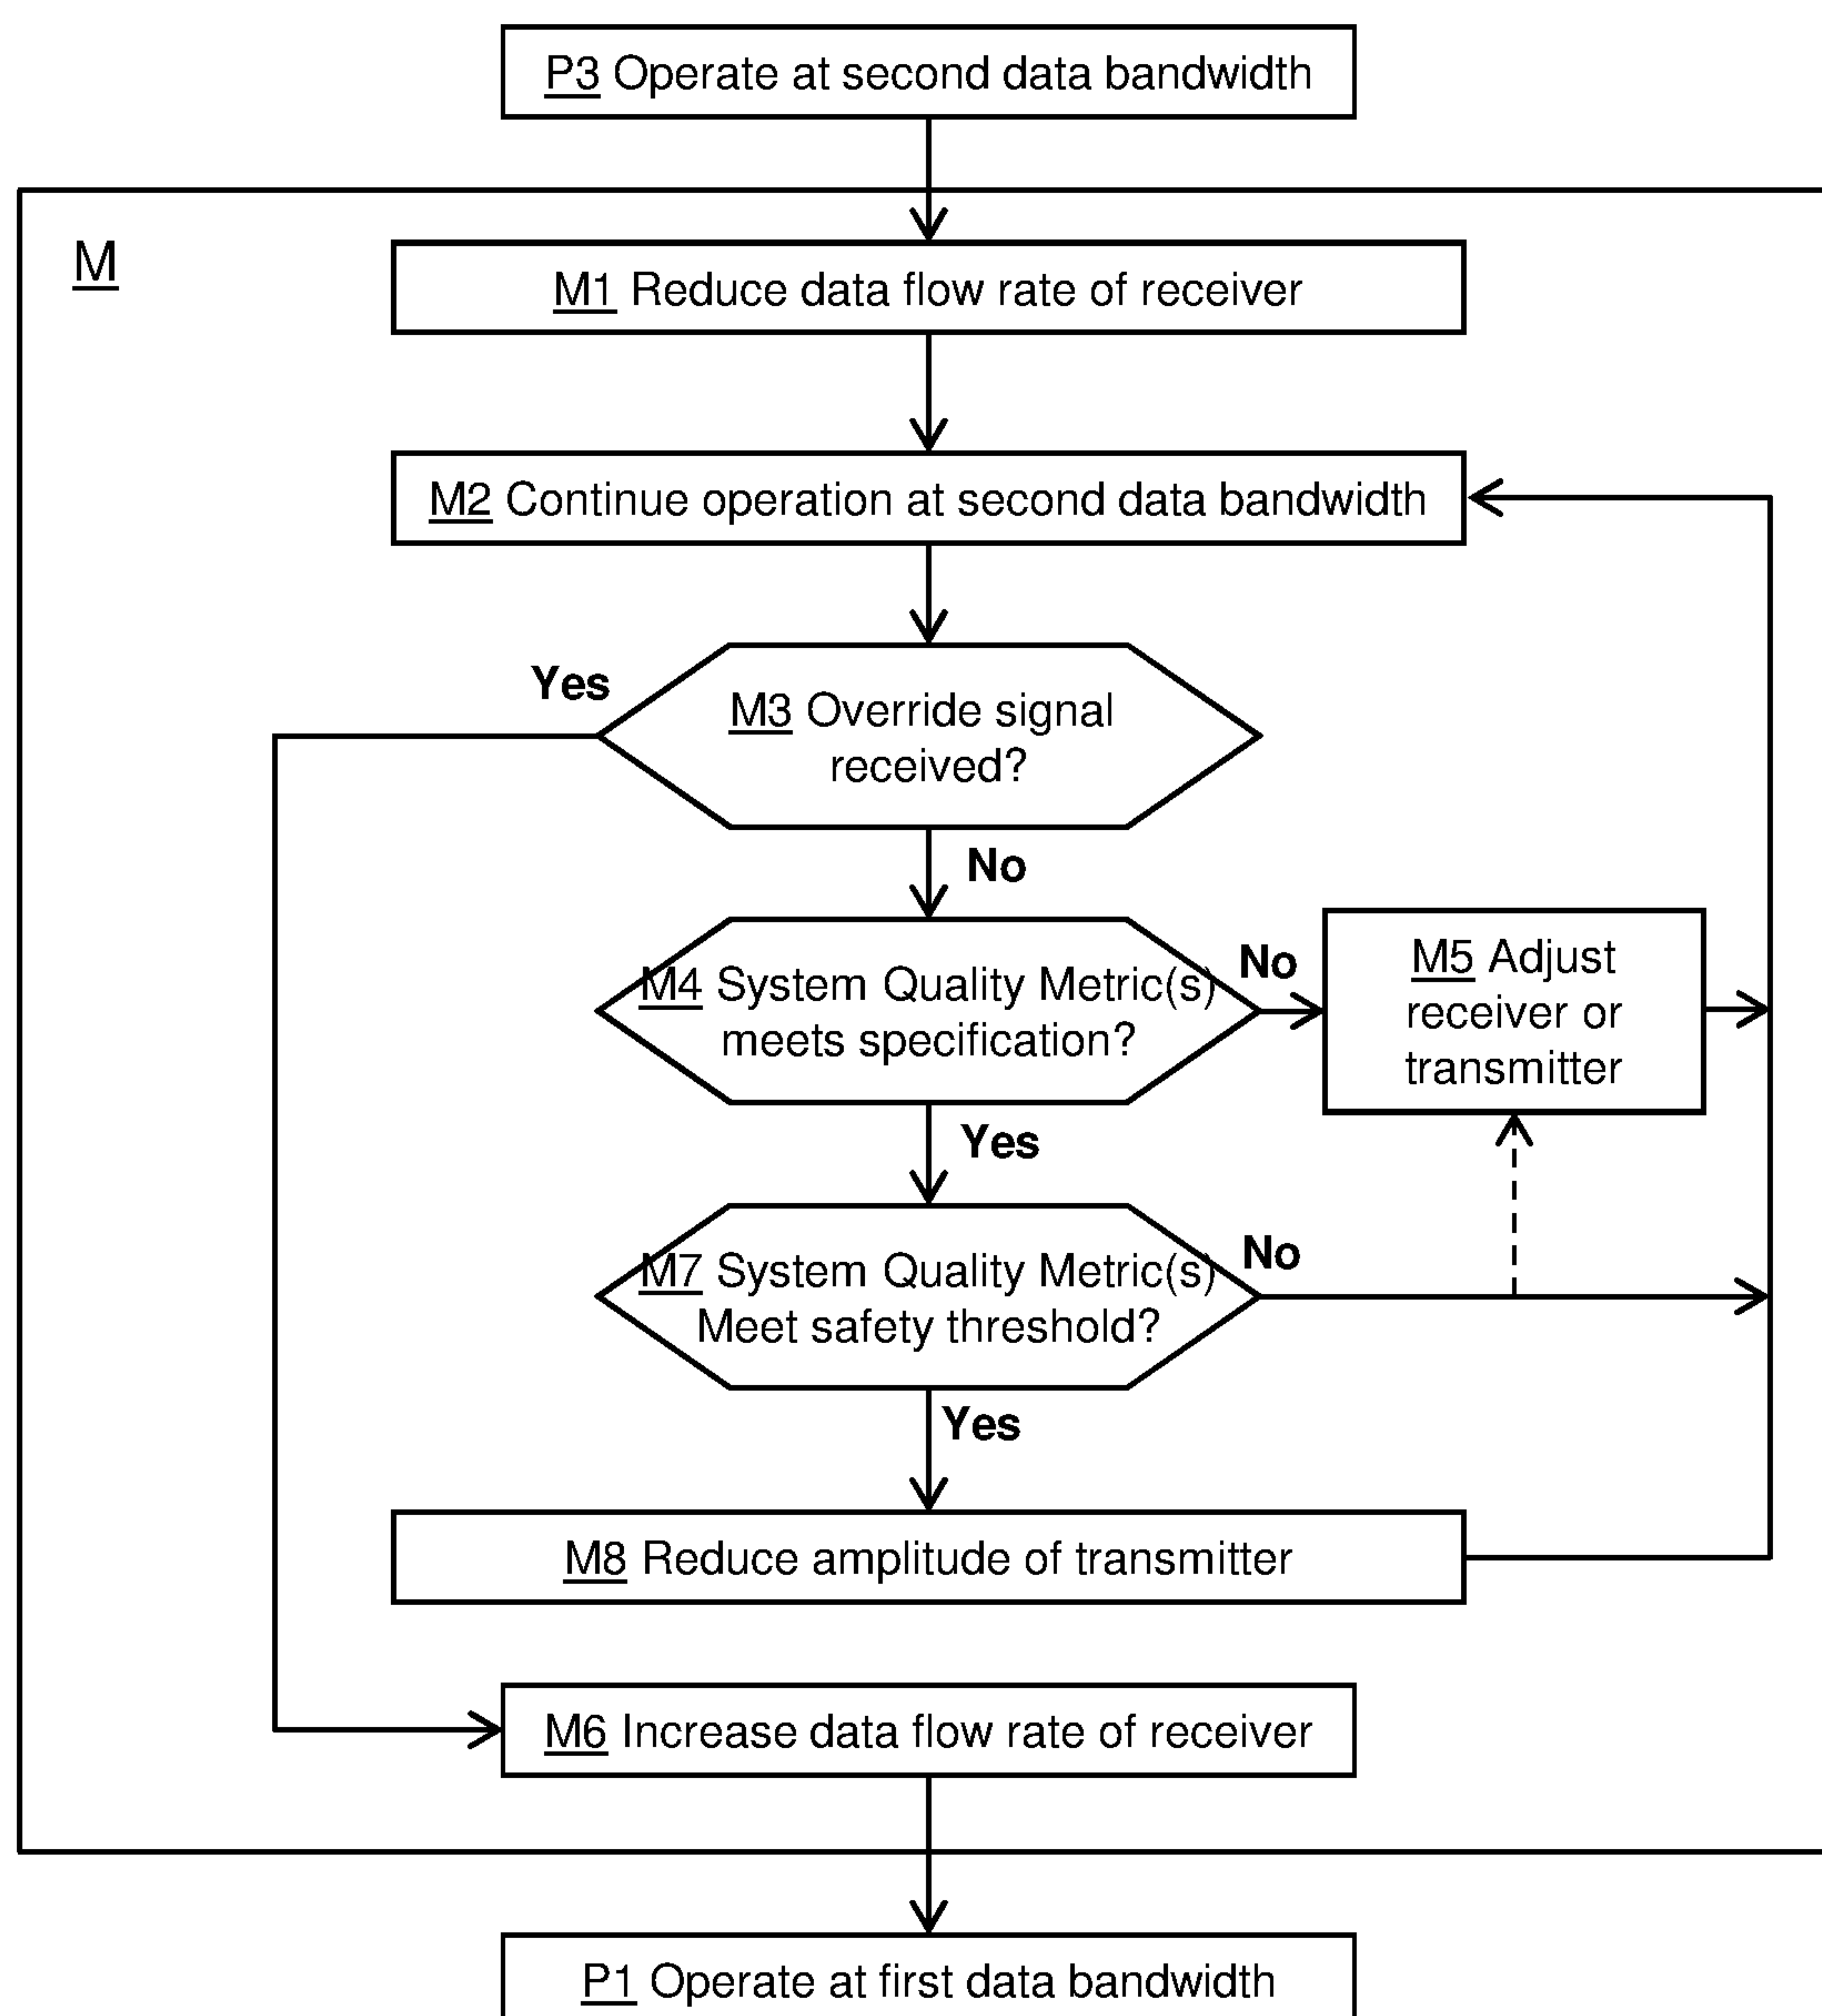 P3 Operate at second data bandwidth
M
M1 Reduce data flow rate of receiver
M2 Continue operation at second data bandwidth
Yes
M3 Override signal
received?
No
M4 System Quality Metric(s)
meets specification?
No
M5 Adjust
receiver or
transmitter
Yes
M7 System Quality Metric(s)
Meet safety threshold?
No
Yes
M8 Reduce amplitude of transmitter
M6 Increase data flow rate of receiver
P1 Operate at first data bandwidth